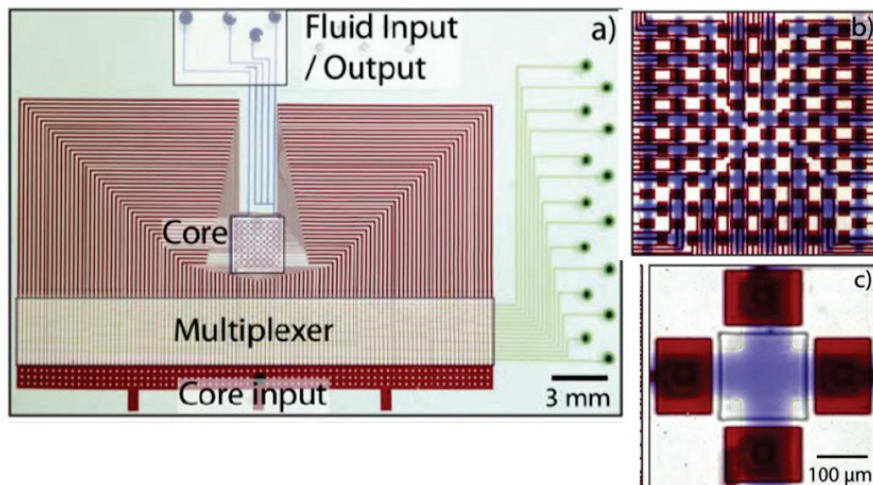 Fluid Input
/ Output
a)
Core
Multiplexer
Core input
3 mm
b)
c)
100 µm